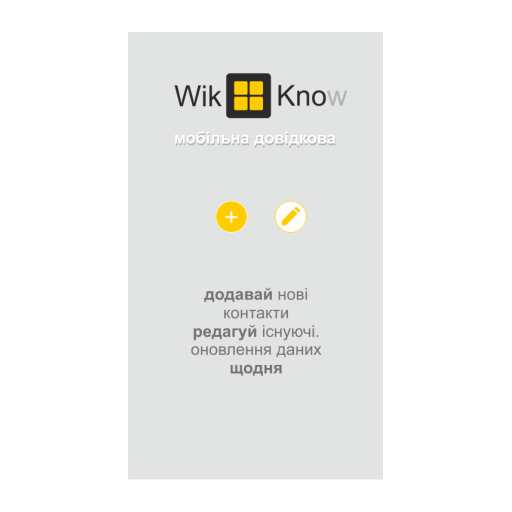 Wik Know
мобільна довідкова
додавай нові
контакти
редагуй існуючі.
оновлення даних
щодня